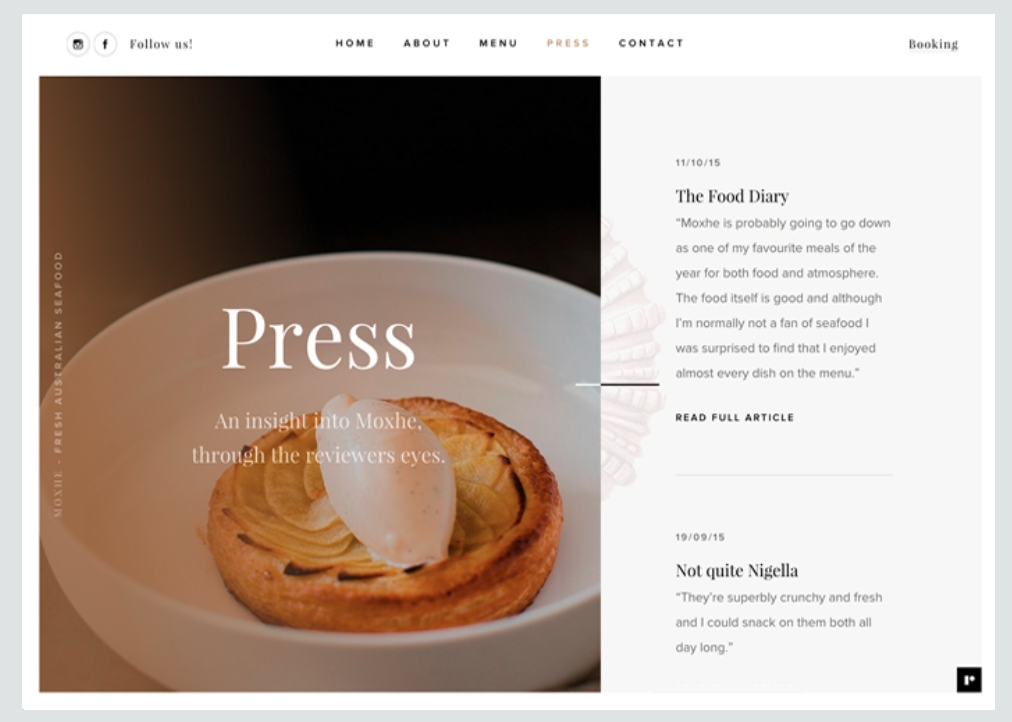 Follow us!
HOME ABOUT MENU PRESS CONTACT
Booking
MOXHE - FRESH AUSTRALIAN SEAFOOD
Press
An insight into Moxhe,
through the reviewers eyes.
11/10/15
The Food Diary
“Moxhe is probably going to go down
as one of my favourite meals of the
year for both food and atmosphere.
The food itself is good and although
I’m normally not a fan of seafood I
was surprised to find that I enjoyed
almost every dish on the menu.”
READ FULL ARTICLE
19/09/15
Not quite Nigella
“They’re superbly crunchy and fresh
and I could snack on them both all
day long.”